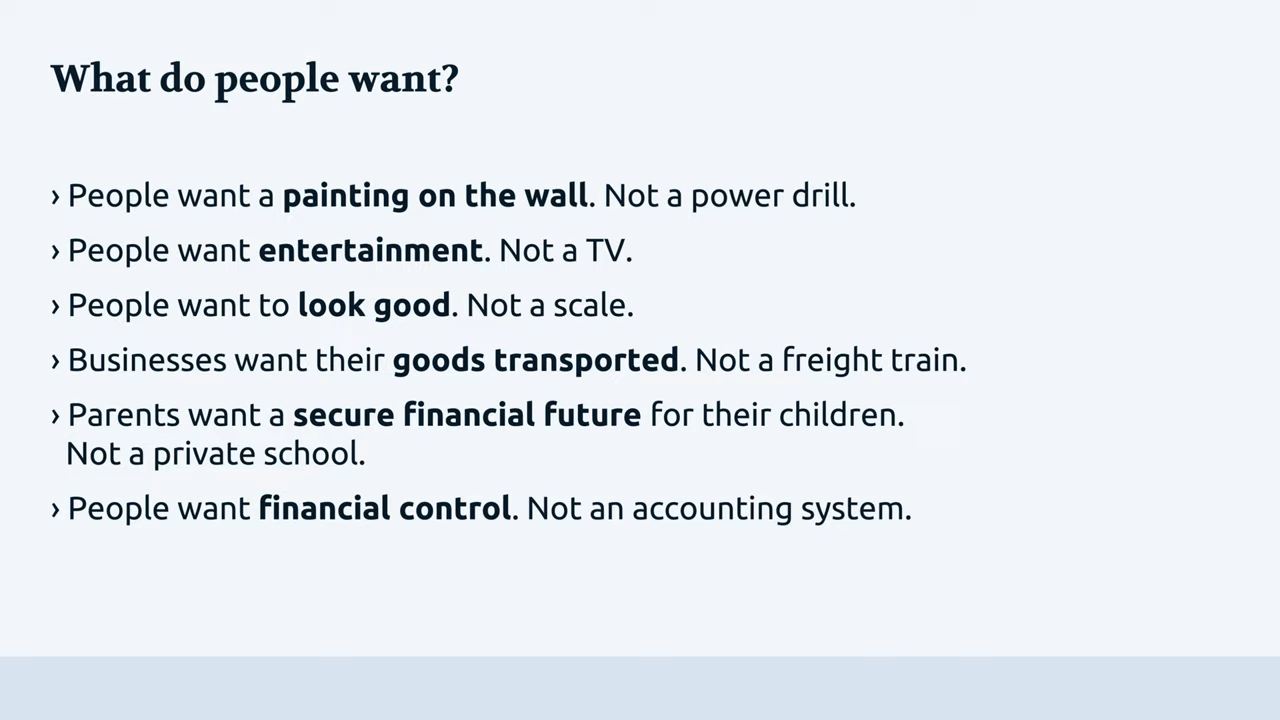 What do people want?
› People want a painting on the wall. Not a power drill.
› People want entertainment. Not a TV.
› People want to look good. Not a scale.
› Businesses want their goods transported. Not a freight train.
› Parents want a secure financial future for their children.
Not a private school.
› People want financial control. Not an accounting system.